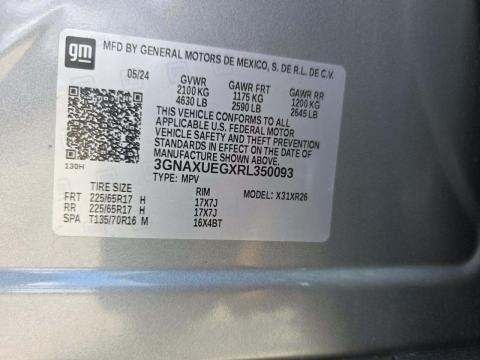 gm
MFD BY GENERAL MOTORS DE MEXICO, S. DE R.L. DE C.V.
05/24 GVWR GAWR FRT GAWR RR
2100 KG 1175 KG 1200 KG
4630 LB 2590 LB 2645 LB
THIS VEHICLE CONFORMS TO ALL
APPLICABLE U.S. FEDERAL MOTOR
VEHICLE SAFETY AND THEFT PREVENTION
STANDARDS IN EFFECT ON THE DATE OF
MANUFACTURE SHOWN ABOVE.
130H 3GNAXUEGXRL350093
TYPE: MPV
TIRE SIZE RIM MODEL: X31XR26
FRT 225/65R17 H 17X7J
RR 225/65R17 H 17X7J
SPA T135/70R16 M 16X4BT